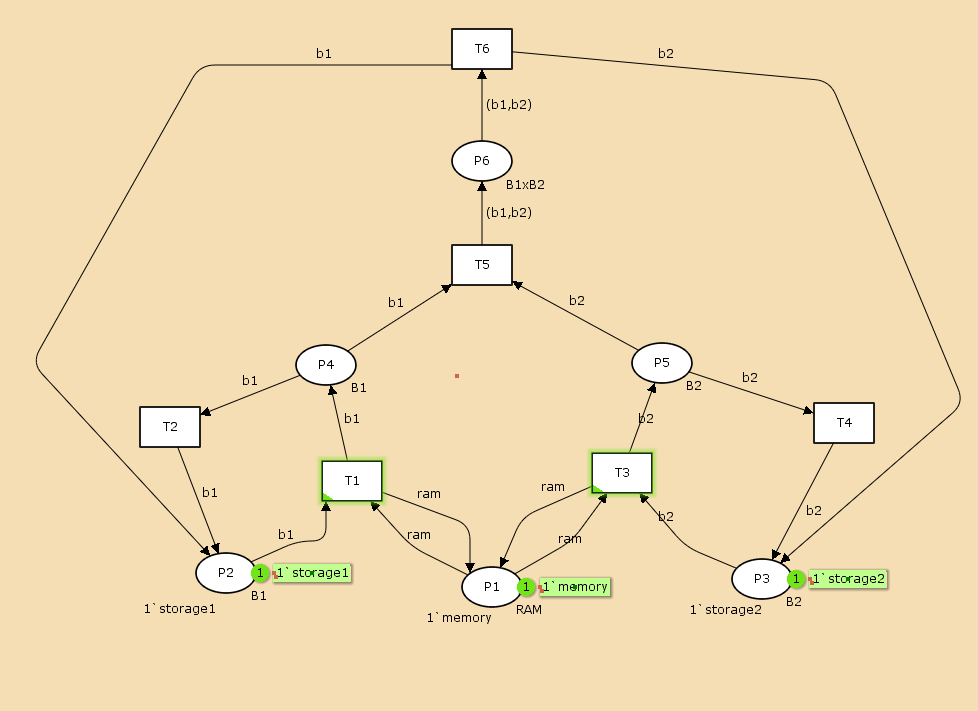 T6
b1
b2
(b1,b2)
P6
B1xB2
(b1,b2)
T5
b1
b2
P4
B1
P5
B2
b1
b2
T2
b1
b2
T4
T1
T3
b1
ram
ram
b2
b2
b1
ram
ram
P2
1
1`storage1
B1
1`storage1
P1
1
1`memory
RAM
1`memory
P3
1
1`storage2
B2
1`storage2